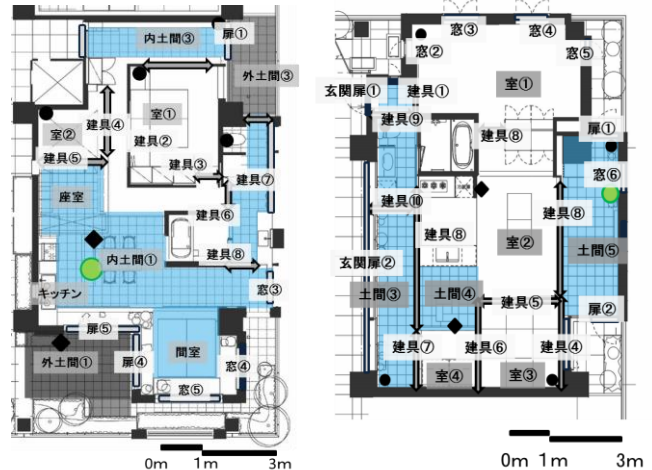 内土間③
扉①
外土間③
室①
建具④
建具②
室②
建具⑤
建具③
建具⑦
座室
建具⑥
建具⑧
内土間①
キッチン
窓③
扉⑤
間室
外土間①
扉④
窓④
窓⑤
0m 1m 3m
窓③
窓④
窓②
窓⑤
室①
玄関扉①
建具①
建具⑨
建具⑧
扉①
窓⑥
建具⑩
建具⑧
室②
建具⑧
玄関扉②
土間⑤
土間③
土間④
建具⑤
扉②
建具⑦
建具⑥
建具④
室④
室③
0m 1m 3m